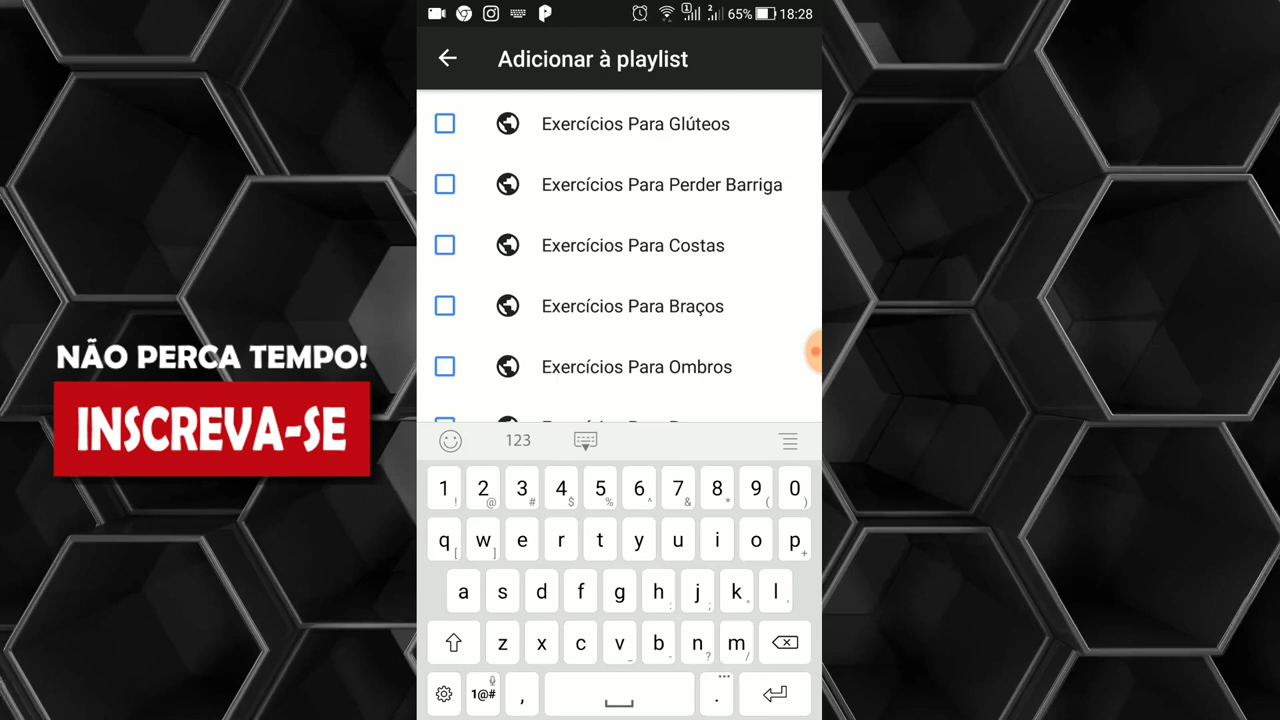 65% 18:28
Adicionar à playlist
Exercícios Para Glúteos
Exercícios Para Perder Barriga
Exercícios Para Costas
Exercícios Para Braços
Exercícios Para Ombros
NÃO PERCA TEMPO!
INSCREVA-SE
123
1 2 3 4 5 6 7 8 9 0
! @ # $ % ^ & * ( )
q w e r t y u i o p
[ ] +
a s d f g h j k l
z x c v b n m
1@# , .